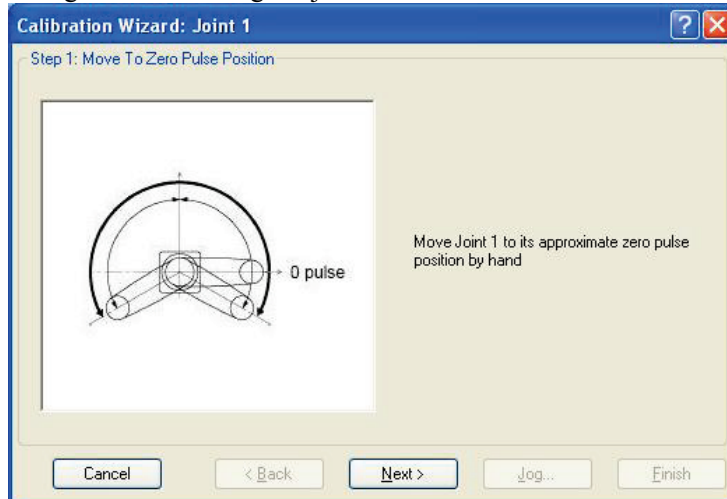 Calibration Wizard: Joint 1
Step 1: Move To Zero Pulse Position
0 pulse
Move Joint 1 to its approximate zero pulse
position by hand
Cancel
< Back
Next >
Jog...
Finish